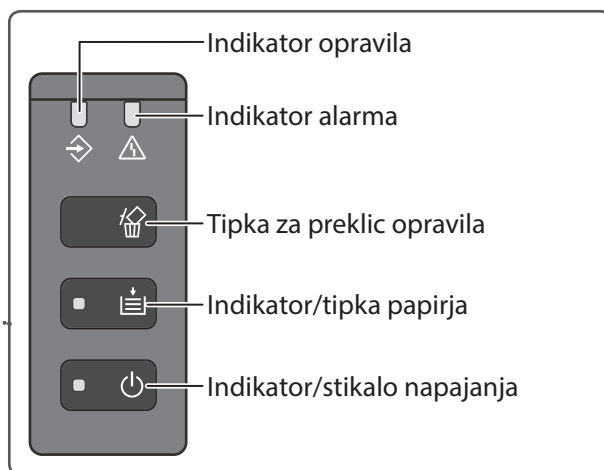 Indikator opravila
Indikator alarma
Tipka za preklic opravila
Indikator/tipka papirja
Indikator/stikalo napajanja